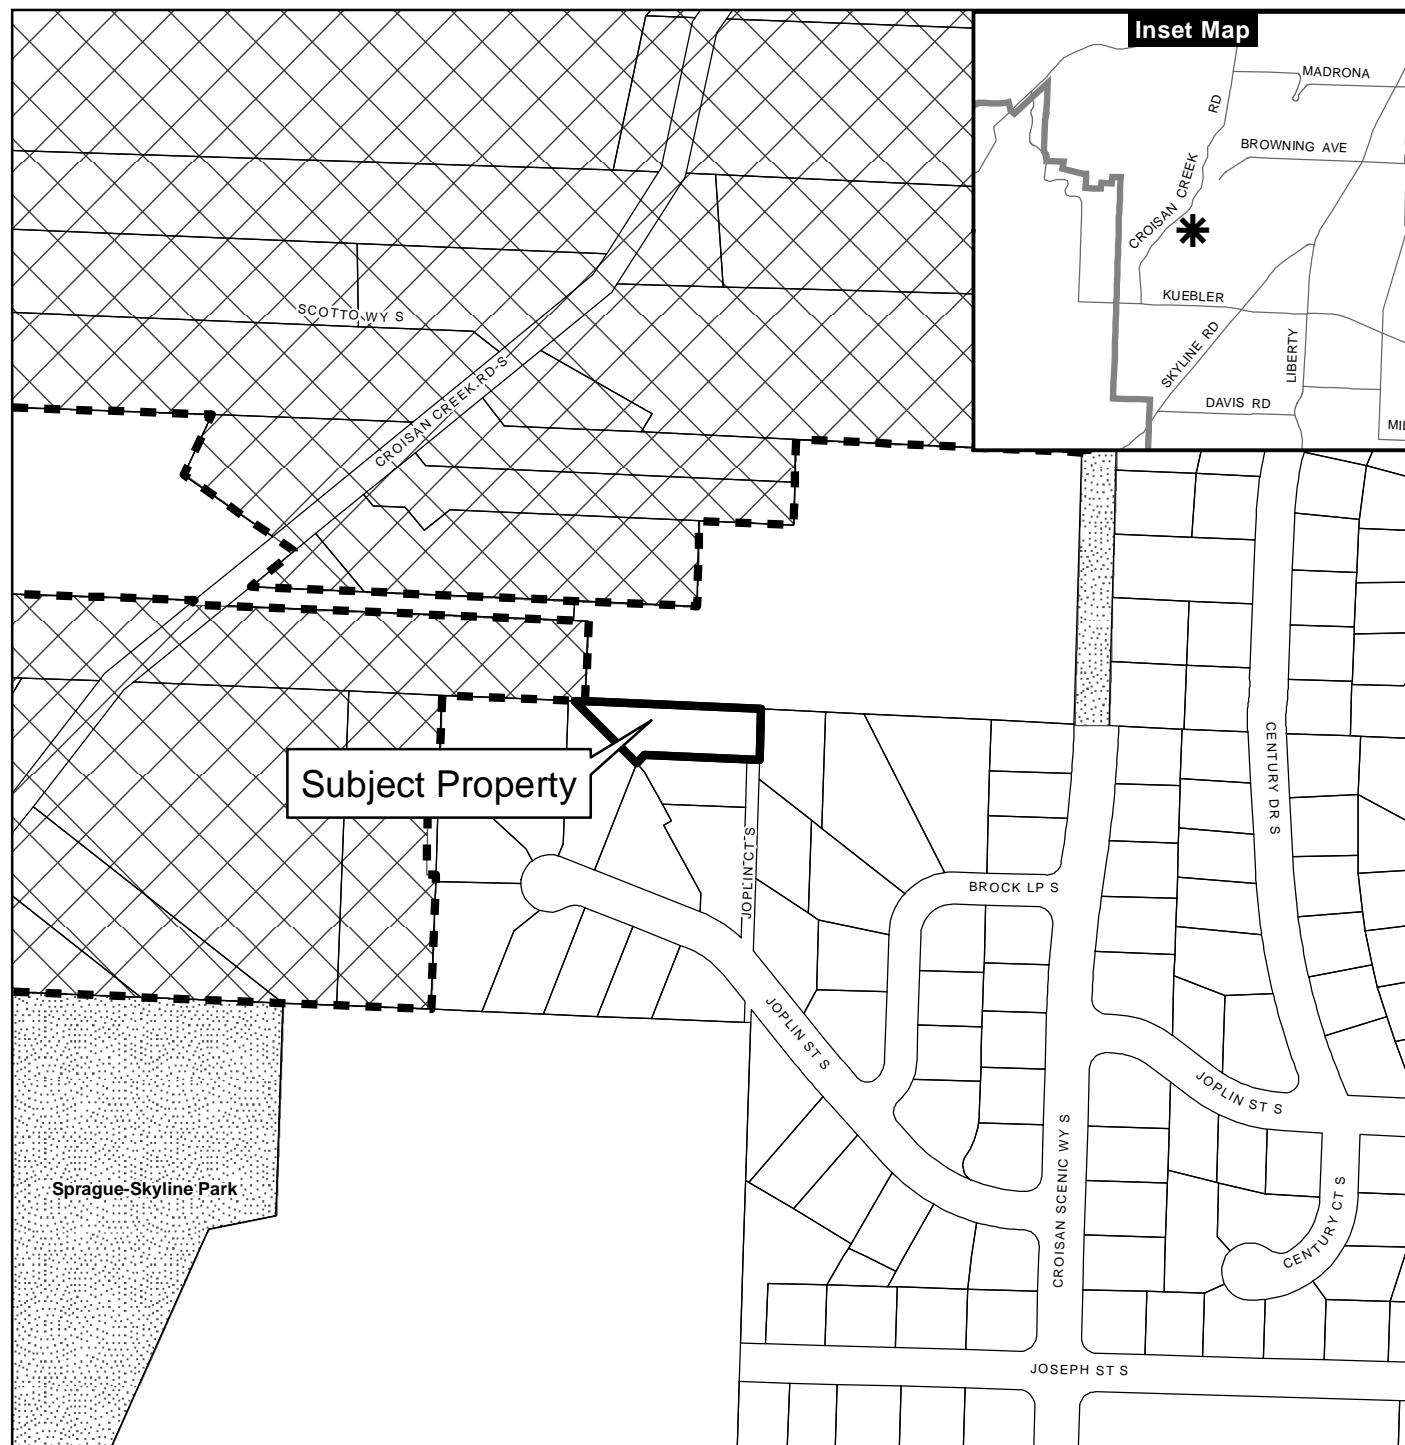 Inset Map
MADRONA
RD
BROWNING AVE
CROISAN CREEK
KUEBLER
SKYLINE RD
LIBERTY
DAVIS RD
SCOTTO WY S
CROISAN CREEK RD S
Subject Property
CENTURY DR S
JOPLIN CT S
BROCK LP S
JOPLIN ST S
JOPLIN ST S
CROISAN SCENIC WY S
Sprague-Skyline Park
CENTURY CT S
JOSEPH ST S